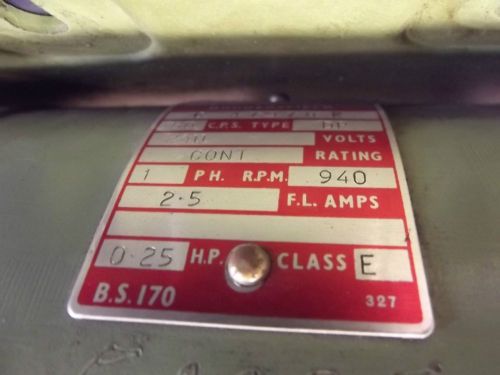 C.P.S. TYPE
VOLTS
CONT RATING
1 PH. R.P.M. 940
2.5 F.L. AMPS
0.25 H.P. CLASS E
B.S.170 327